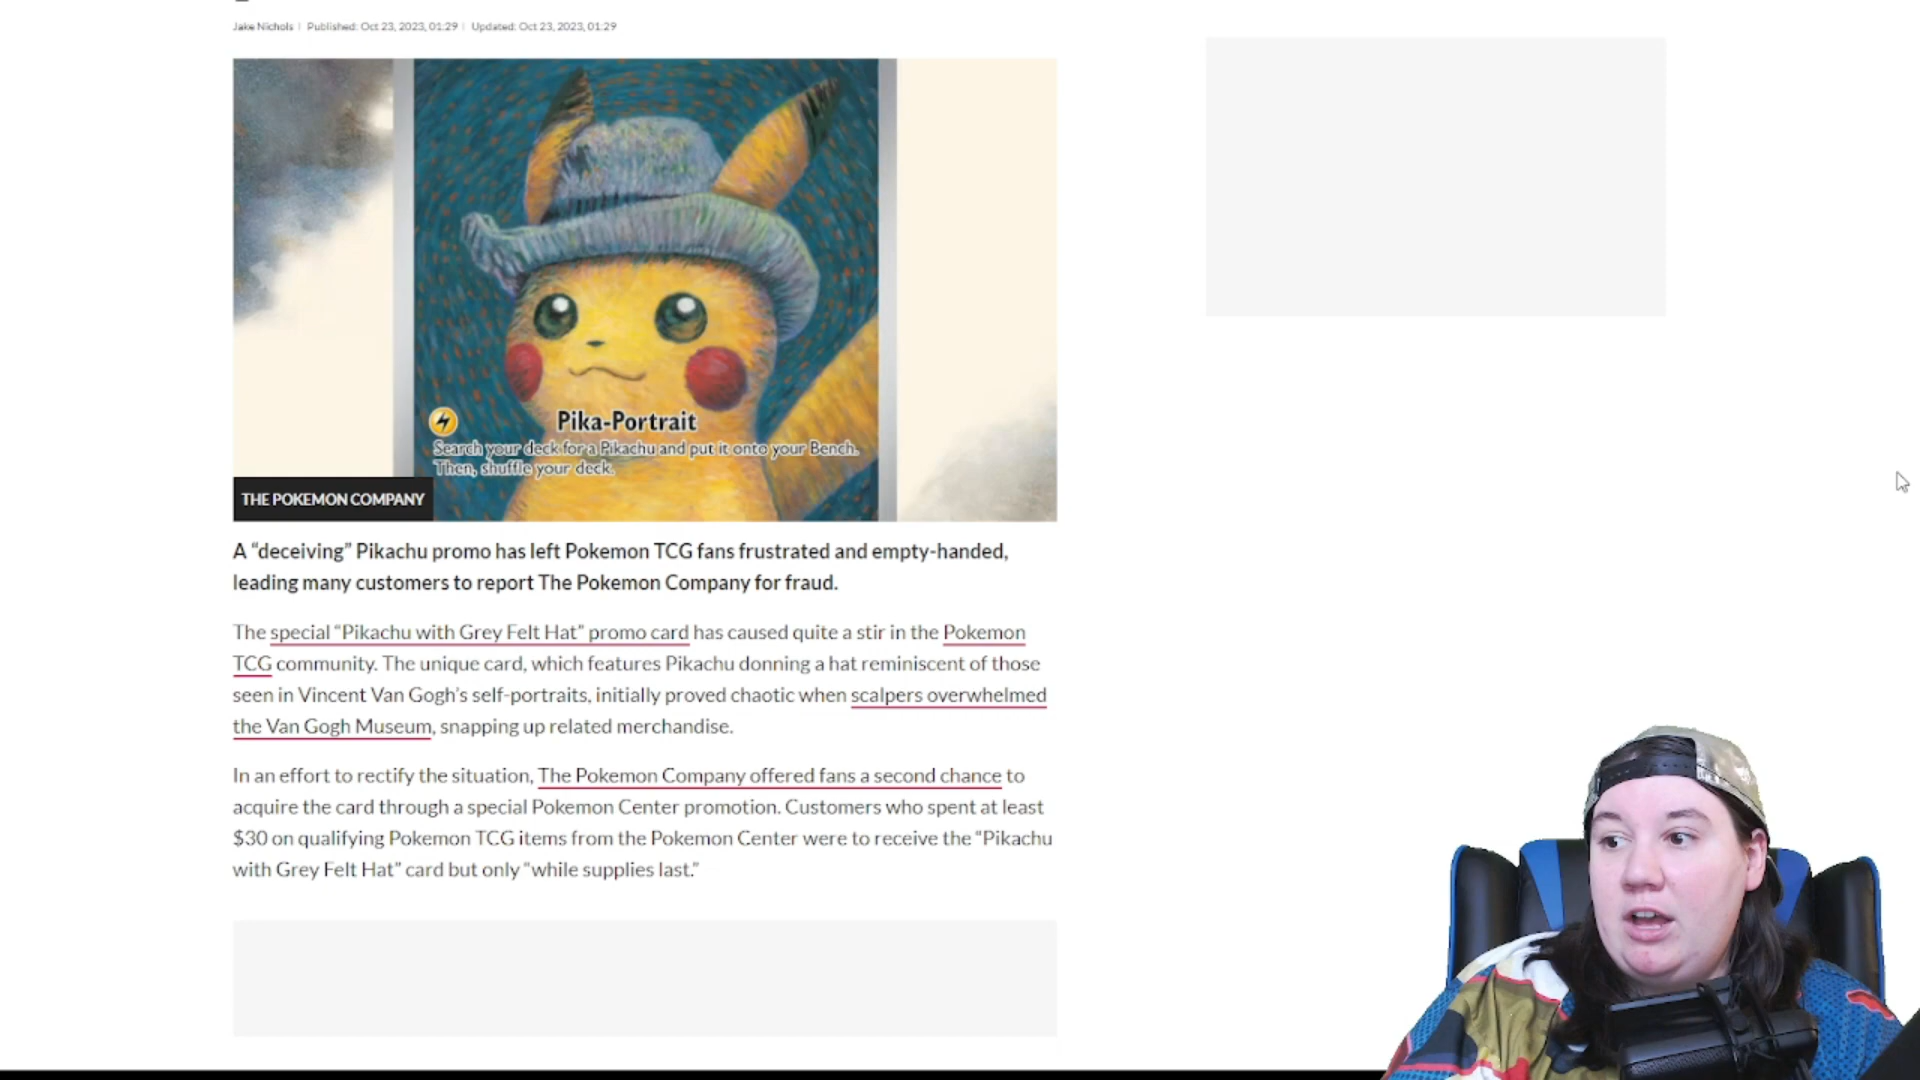 Jake Nichols | Published: Oct 23, 2023, 01:29 | Updated: Oct 23, 2023, 01:29
Pika-Portrait
Search your deck for a Pikachu and put it onto your Bench.
Then, shuffle your deck.
THE POKEMON COMPANY
A “deceiving” Pikachu promo has left Pokemon TCG fans frustrated and empty-handed,
leading many customers to report The Pokemon Company for fraud.
The special “Pikachu with Grey Felt Hat” promo card has caused quite a stir in the Pokemon
TCG community. The unique card, which features Pikachu donning a hat reminiscent of those
seen in Vincent Van Gogh’s self-portraits, initially proved chaotic when scalpers overwhelmed
the Van Gogh Museum, snapping up related merchandise.
In an effort to rectify the situation, The Pokemon Company offered fans a second chance to
acquire the card through a special Pokemon Center promotion. Customers who spent at least
$30 on qualifying Pokemon TCG items from the Pokemon Center were to receive the “Pikachu
with Grey Felt Hat” card but only “while supplies last.”